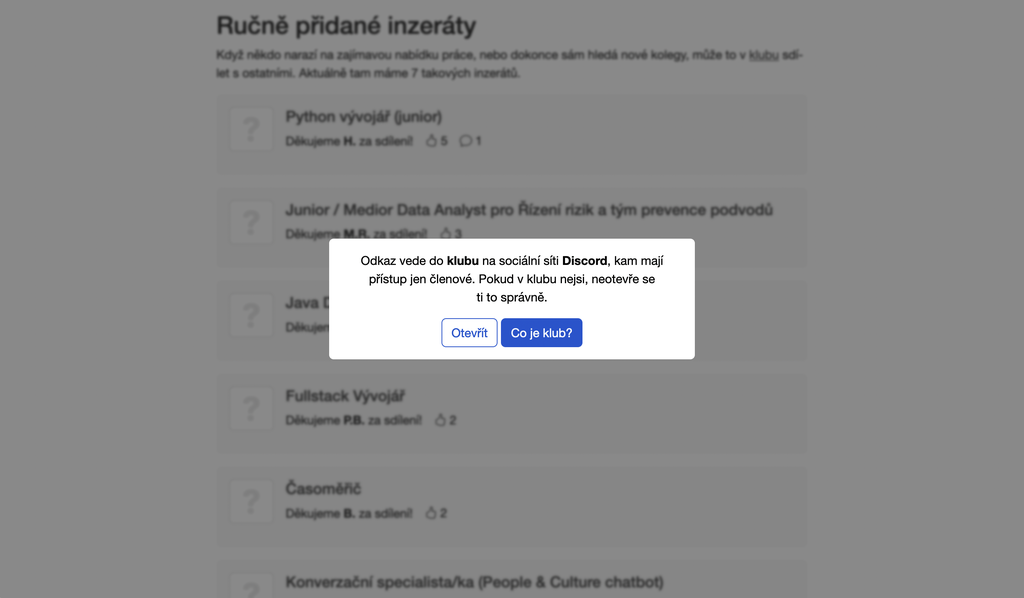 Ručně přidané inzeráty
Když někdo narazí na zajímavou nabídku práce, nebo dokonce sám hledá nové kolegy, může to v klubu sdí-
let s ostatními. Aktuálně tam máme 7 takových inzerátů.
?
Python vývojář (junior)
Děkujeme H. za sdílení! 5 1
?
Junior / Medior Data Analyst pro Řízení rizik a tým prevence podvodů
Děkujeme M.R. za sdílení! 3
Odkaz vede do klubu na sociální síti Discord, kam mají
přístup jen členové. Pokud v klubu nejsi, neotevře se
ti to správně.
Otevřít Co je klub?
?
Java
?
Fullstack Vývojář
Děkujeme P.B. za sdílení! 2
?
Časoměřič
Děkujeme B. za sdílení! 2
?
Konverzační specialista/ka (People & Culture chatbot)